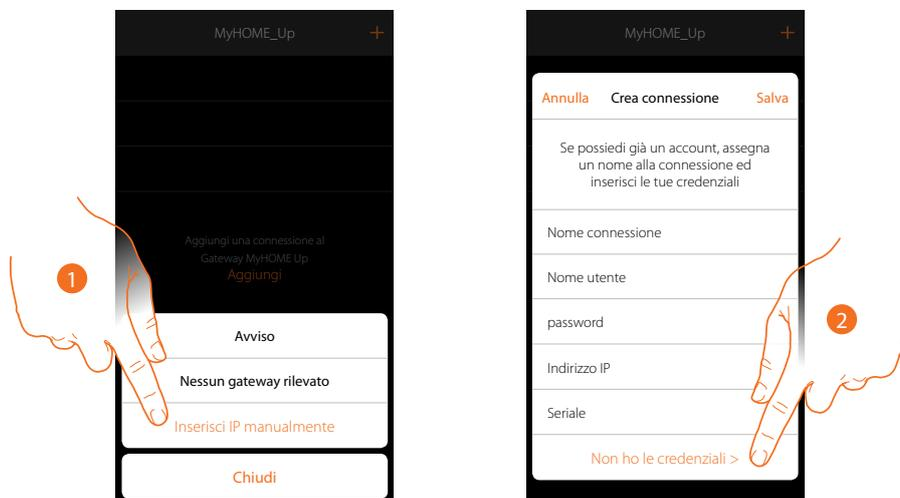 MyHOME_Up +
Aggiungi una connessione al
Gateway MyHOME Up
Aggiungi
Avviso
Nessun gateway rilevato
Inserisci IP manualmente
Chiudi
1
MyHOME_Up +
Annulla Crea connessione Salva
Se possiedi già un account, assegna
un nome alla connessione ed
inserisci le tue credenziali
Nome connessione
Nome utente
password
Indirizzo IP
Seriale
Non ho le credenziali >
2